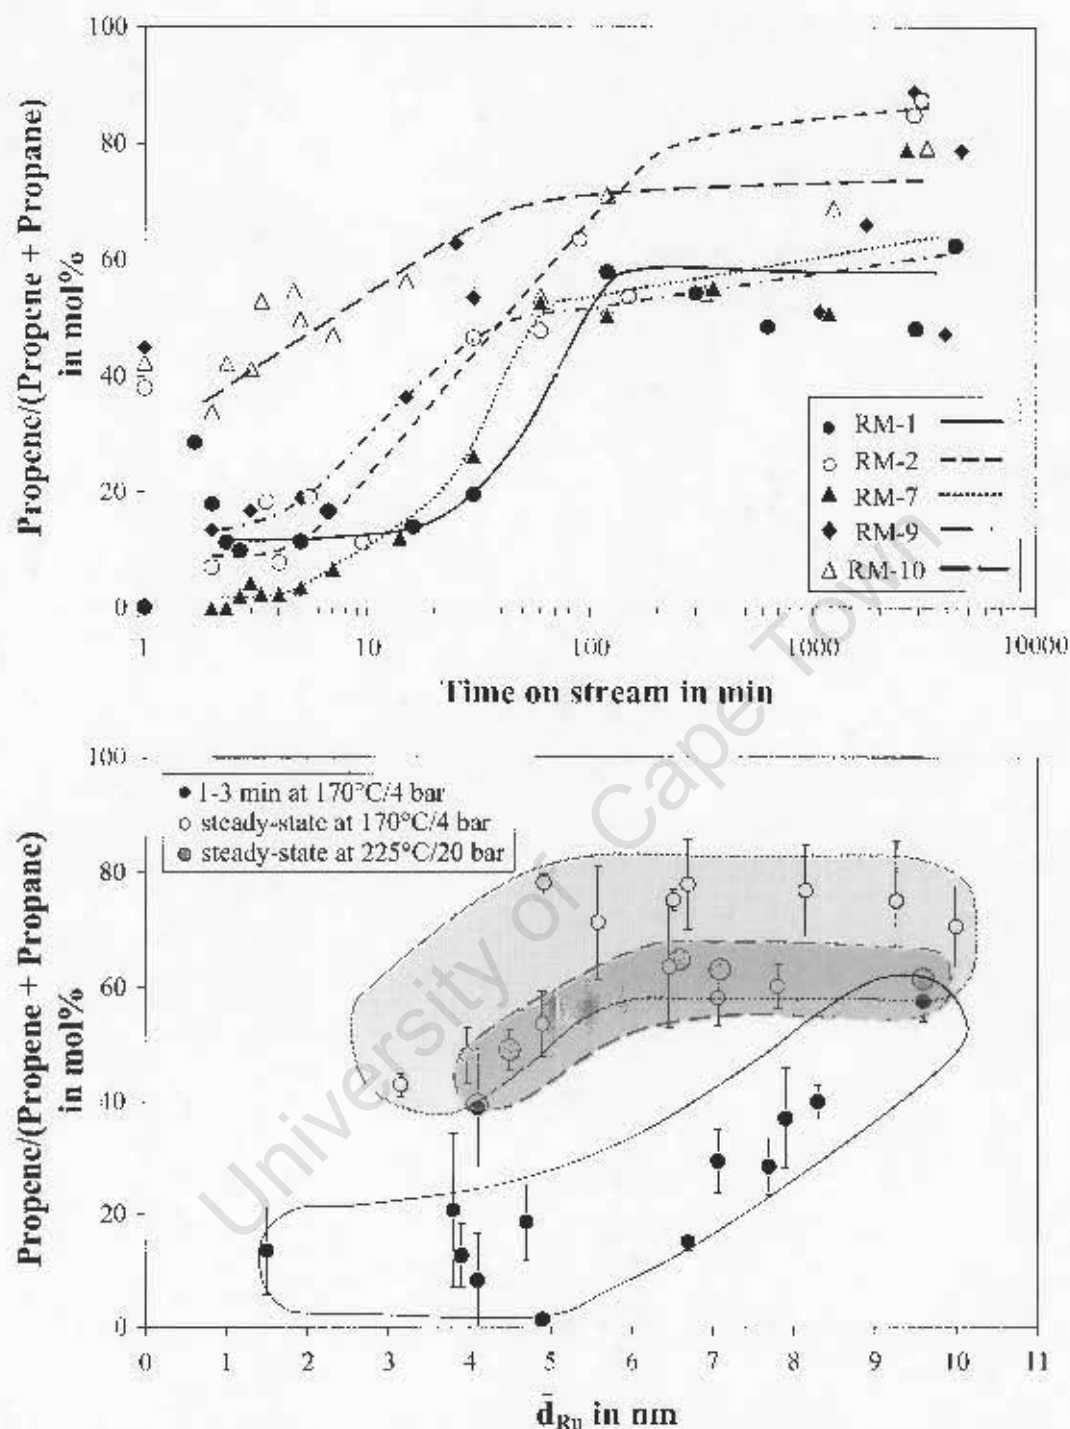 100
80
60
40
20
0
Propene/(Propene + Propane)
in mol%
RM-1
RM-2
RM-7
RM-9
RM-10
1
10
100
1000
10000
Time on stream in min
100
80
60
40
20
0
Propene/(Propene + Propane)
in mol%
1-3 min at 170°C/4 bar
steady-state at 170°C/4 bar
steady-state at 225°C/20 bar
0 1 2 3 4 5 6 7 8 9 10 11
d̄Ru in nm
University of Cape Town